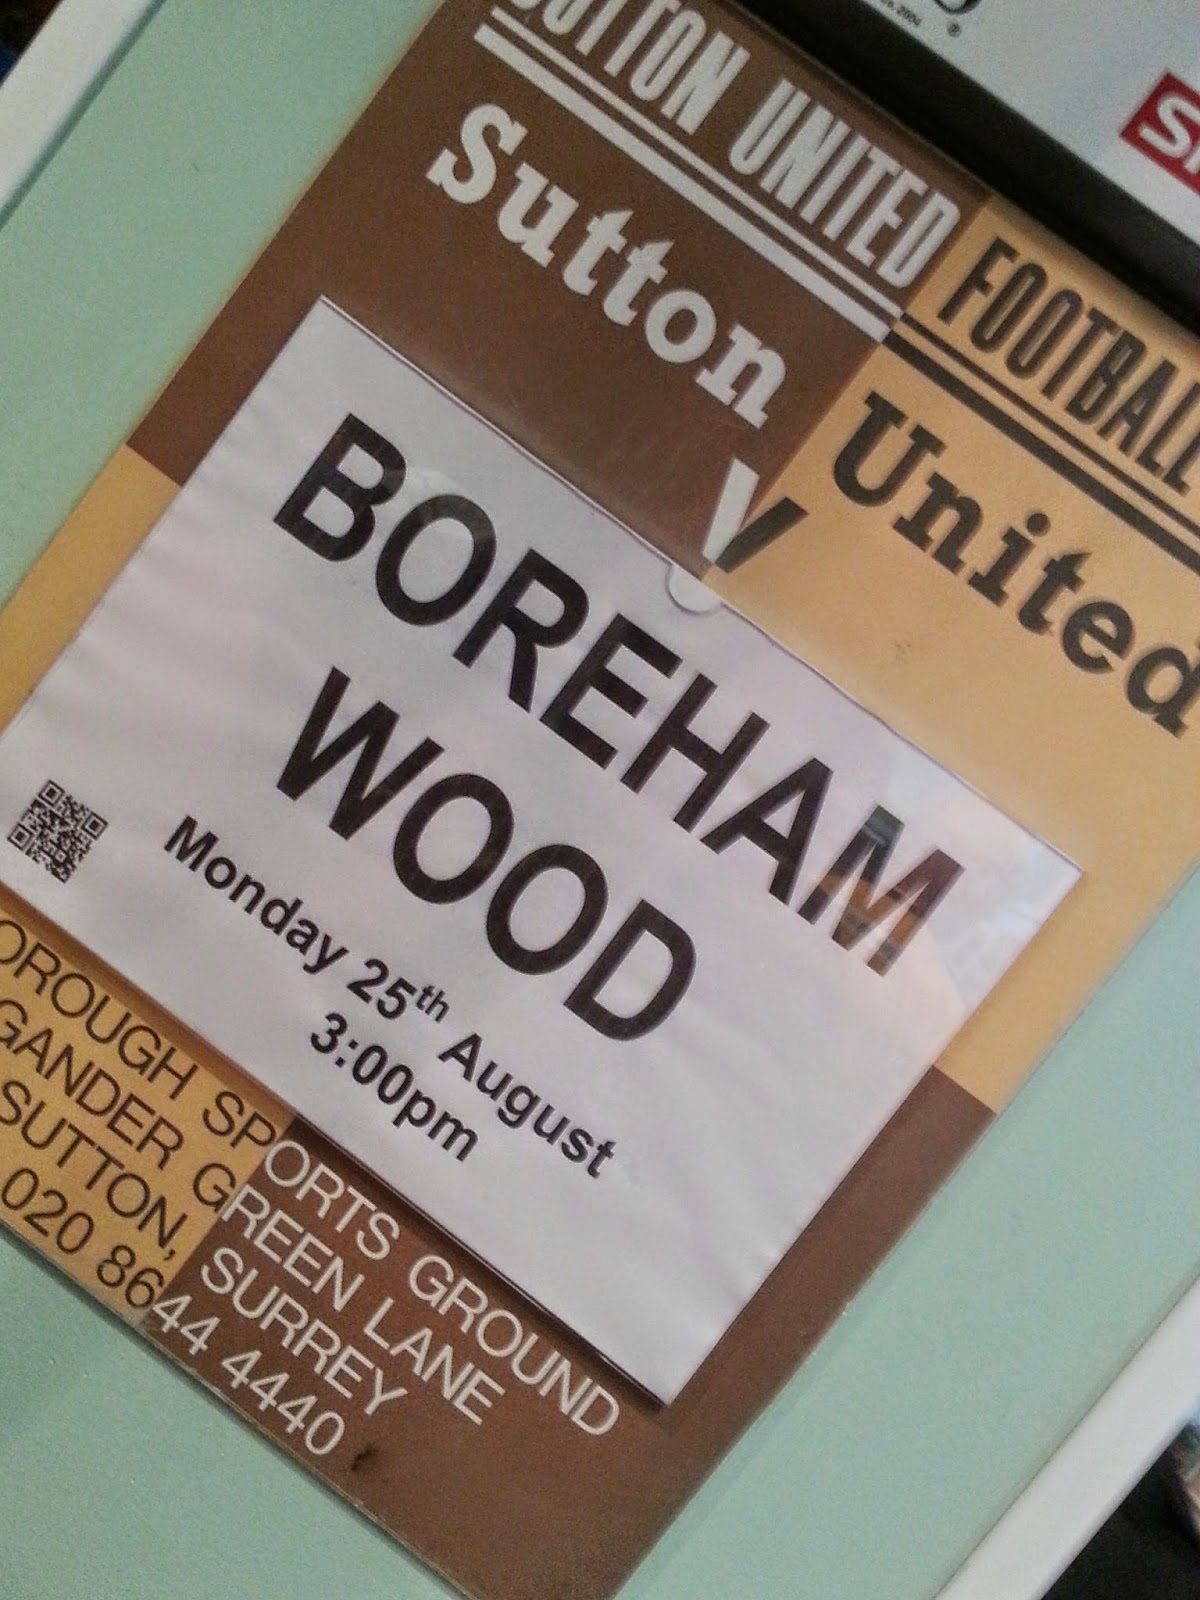 SUTTON UNITED FOOTBALL
Sutton United
V
BOREHAM
WOOD
Monday 25th August
3:00pm
OROUGH SPORTS GROUND
GANDER GREEN LANE
SUTTON, SURREY
020 8644 4440